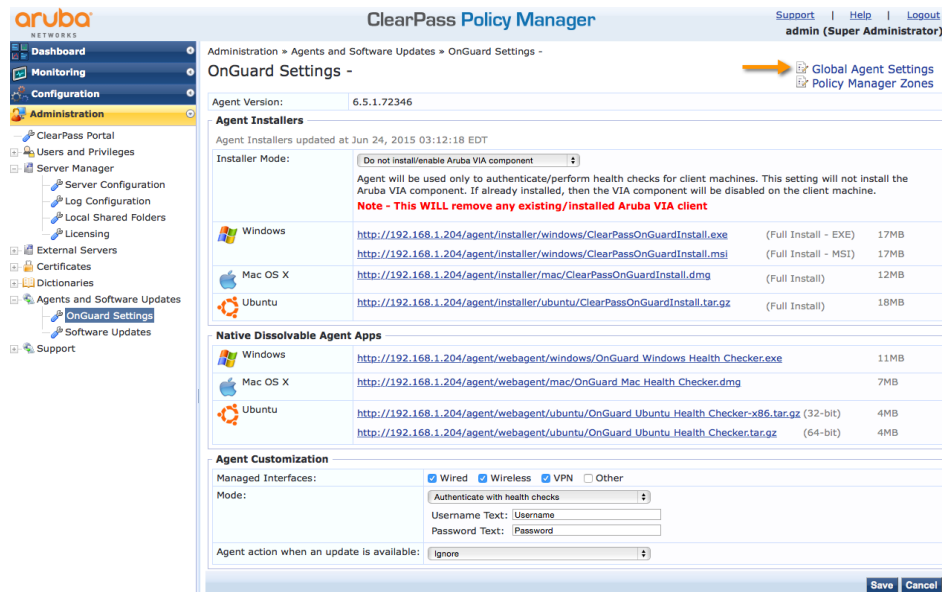 aruba
NETWORKS
ClearPass Policy Manager
Support | Help | Logout
admin (Super Administrator)
Dashboard
Monitoring
Configuration
Administration
ClearPass Portal
Users and Privileges
Server Manager
Server Configuration
Log Configuration
Local Shared Folders
Licensing
External Servers
Certificates
Dictionaries
Agents and Software Updates
OnGuard Settings
Software Updates
Support
Administration » Agents and Software Updates » OnGuard Settings -
OnGuard Settings -
Global Agent Settings
Policy Manager Zones
Agent Version: 6.5.1.72346
Agent Installers
Agent Installers updated at Jun 24, 2015 03:12:18 EDT
Installer Mode: Do not install/enable Aruba VIA component
Agent will be used only to authenticate/perform health checks for client machines. This setting will not install the
Aruba VIA component. If already installed, then the VIA component will be disabled on the client machine.
Note - This WILL remove any existing/installed Aruba VIA client
Windows http://192.168.1.204/agent/installer/windows/ClearPassOnGuardInstall.exe (Full Install - EXE) 17MB
http://192.168.1.204/agent/installer/windows/ClearPassOnGuardInstall.msi (Full Install - MSI) 17MB
Mac OS X http://192.168.1.204/agent/installer/mac/ClearPassOnGuardInstall.dmg (Full Install) 12MB
Ubuntu http://192.168.1.204/agent/installer/ubuntu/ClearPassOnGuardInstall.tar.gz (Full Install) 18MB
Native Dissolvable Agent Apps
Windows http://192.168.1.204/agent/webagent/windows/OnGuard Windows Health Checker.exe 11MB
Mac OS X http://192.168.1.204/agent/webagent/mac/OnGuard Mac Health Checker.dmg 7MB
Ubuntu http://192.168.1.204/agent/webagent/ubuntu/OnGuard Ubuntu Health Checker-x86.tar.gz (32-bit) 4MB
http://192.168.1.204/agent/webagent/ubuntu/OnGuard Ubuntu Health Checker.tar.gz (64-bit) 4MB
Agent Customization
Managed Interfaces: Wired Wireless VPN Other
Mode: Authenticate with health checks
Username Text: Username
Password Text: Password
Agent action when an update is available: Ignore
Save Cancel